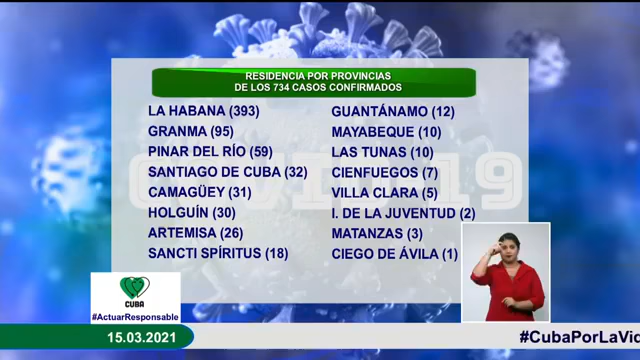 RESIDENCIA POR PROVINCIAS
DE LOS 734 CASOS CONFIRMADOS
LA HABANA (393)
GRANMA (95)
PINAR DEL RÍO (59)
SANTIAGO DE CUBA (32)
CAMAGÜEY (31)
HOLGUÍN (30)
ARTEMISA (26)
SANCTI SPÍRITUS (18)
GUANTÁNAMO (12)
MAYABEQUE (10)
LAS TUNAS (10)
CIENFUEGOS (7)
VILLA CLARA (5)
I. DE LA JUVENTUD (2)
MATANZAS (3)
CIEGO DE ÁVILA (1)
COVID 19
CUBA
#ActuarResponsable
15.03.2021
#CubaPorLaVid